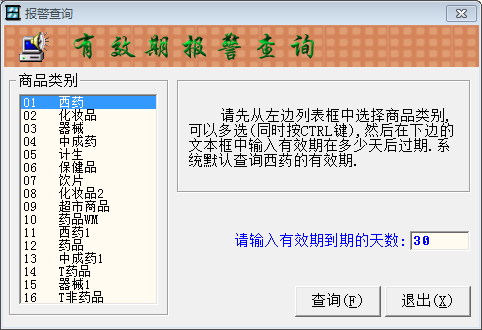 报警查询
有效期报警查询
商品类别
01 西药
02 化妆品
03 器械
04 中成药
05 计生
06 保健品
07 饮片
08 化妆品2
09 超市商品
10 药品WM
11 西药1
12 药品
13 中成药1
14 T药品
15 器械1
16 T非药品
请先从左边列表框中选择商品类别,
可以多选(同时按CTRL键),然后在下边的
文本框中输入有效期在多少天后过期.系
统默认查询西药的有效期.
请输入有效期到期的天数: 30
查询(F) 退出(X)